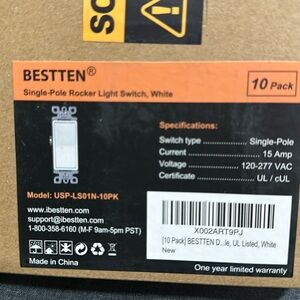 SO
BESTTEN®
Single-Pole Rocker Light Switch, White
10 Pack
Specifications:
Switch type Single-Pole
Current 15 Amp
Voltage 120-277 VAC
Certificate UL / cUL
Model: USP-LS01N-10PK
www.ibestten.com
support@bestten.com
1-800-358-6160 (M-F 9am-5pm PST)
X002ART9PJ
[10 Pack] BESTTEN D...le, UL Listed, White
New
Made in China
One year limited warranty